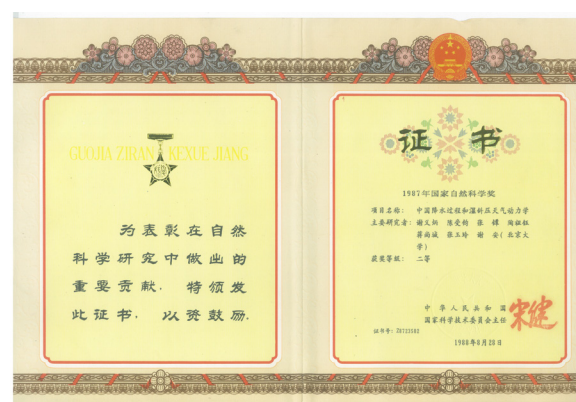 GUOJIA ZIRAN KEXUE JIANG
为表彰在自然
科学研究中做出的
重要贡献，特颁发
此证书，以资鼓励。
证书
1987年国家自然科学奖
项目名称： 中国降水过程和湿斜压天气动力学
主要研究者： 谢义炳 陈受钧 张镡 陶祖钰
蒋尚城 张玉玲 谢安（北京大
学）
获奖等级： 二等
中华人民共和国
国家科学技术委员会主任
宋健
证书号：
1988年8月20日